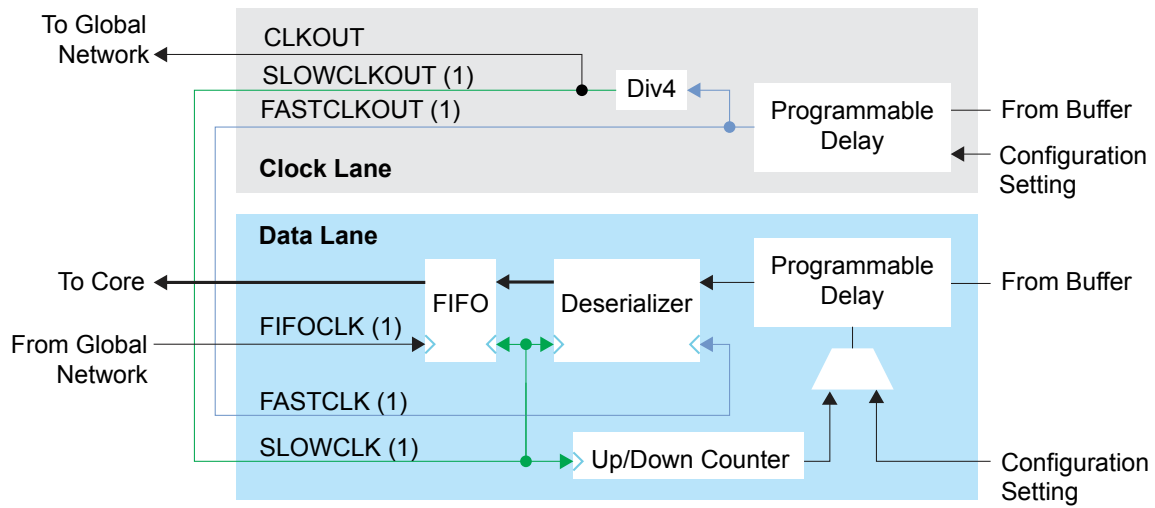 To Global
Network
CLKOUT
SLOWCLKOUT (1)
FASTCLKOUT (1)
Div4
Programmable
Delay
From Buffer
Configuration
Setting
Clock Lane
Data Lane
To Core
FIFO
Deserializer
Programmable
Delay
From Buffer
FIFOCLK (1)
From Global
Network
FASTCLK (1)
SLOWCLK (1)
Up/Down Counter
Configuration
Setting